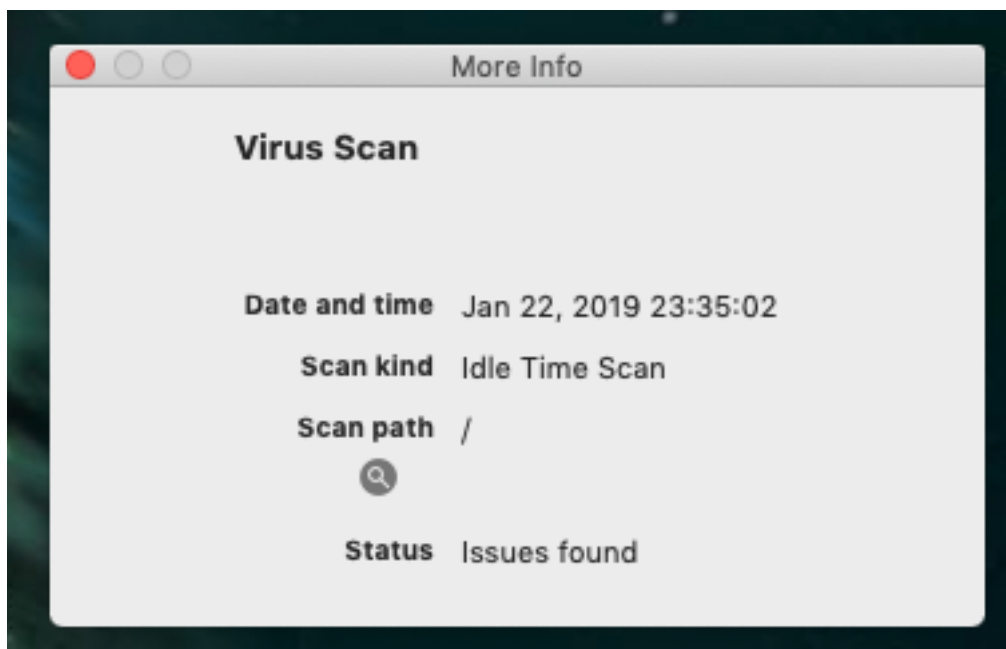 More Info
Virus Scan
Date and time Jan 22, 2019 23:35:02
Scan kind Idle Time Scan
Scan path /
Status Issues found